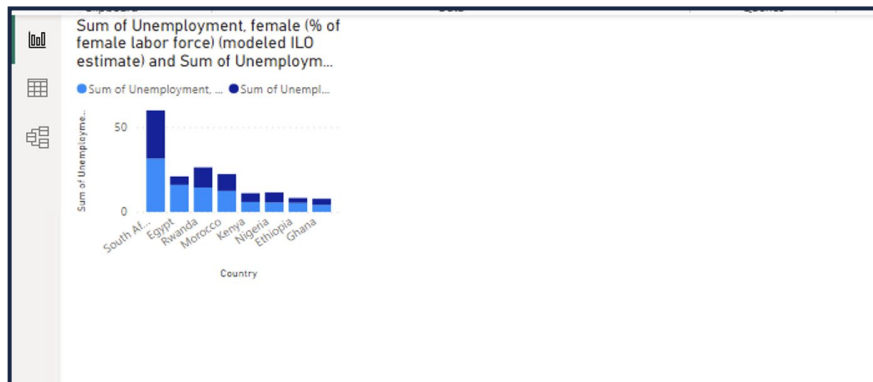 Sum of Unemployment, female (% of
female labor force) (modeled ILO
estimate) and Sum of Unemploym...
Sum of Unemployment, ... Sum of Unempl...
Sum of Unemployme..
50
0
South Af...
Egypt
Rwanda
Morocco
Kenya
Nigeria
Ethiopia
Ghana
Country